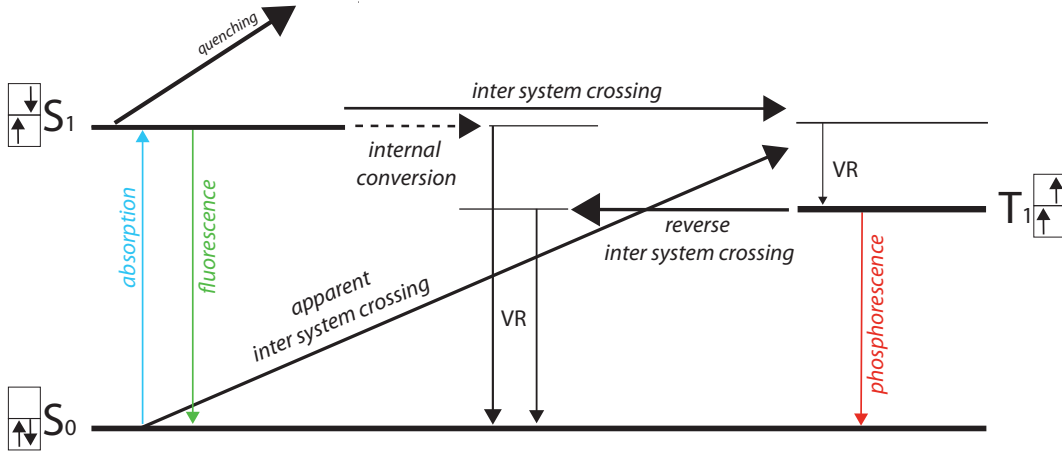 quenching
S1
inter system crossing
internal
conversion
VR
T1
reverse
inter system crossing
absorption
fluorescence
apparent
inter system crossing
VR
phosphorescence
S0